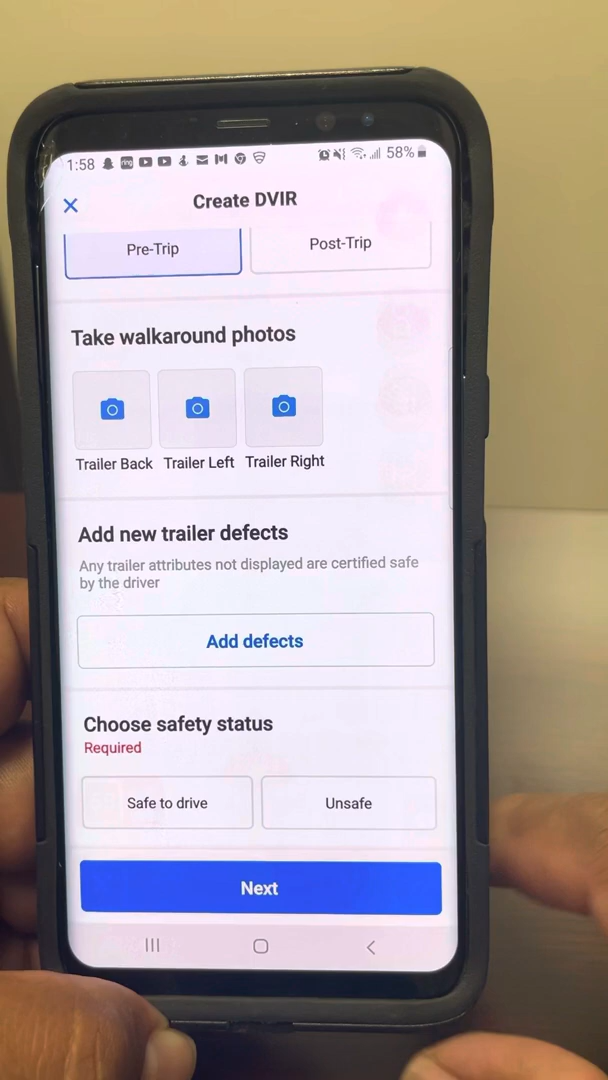 1:58 ring 58%
Create DVIR
Pre-Trip Post-Trip
Take walkaround photos
Trailer Back Trailer Left Trailer Right
Add new trailer defects
Any trailer attributes not displayed are certified safe
by the driver
Add defects
Choose safety status
Required
Safe to drive Unsafe
Next